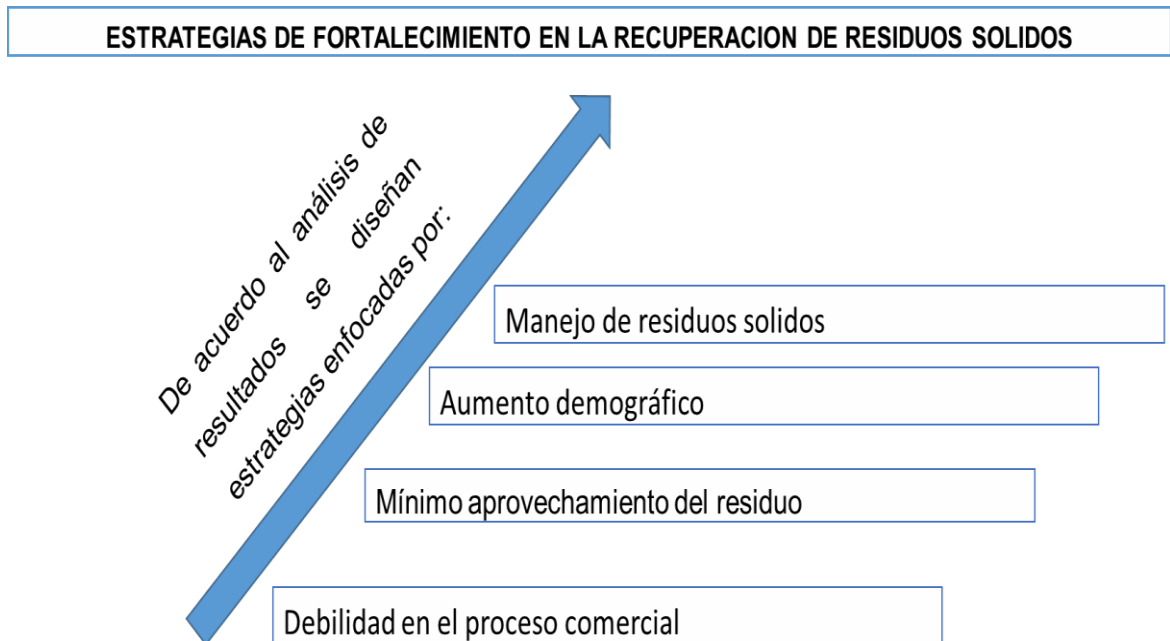 ESTRATEGIAS DE FORTALECIMIENTO EN LA RECUPERACION DE RESIDUOS SOLIDOS
De acuerdo al análisis de
resultados se diseñan
estrategias enfocadas por:
Manejo de residuos solidos
Aumento demográfico
Mínimo aprovechamiento del residuo
Debilidad en el proceso comercial